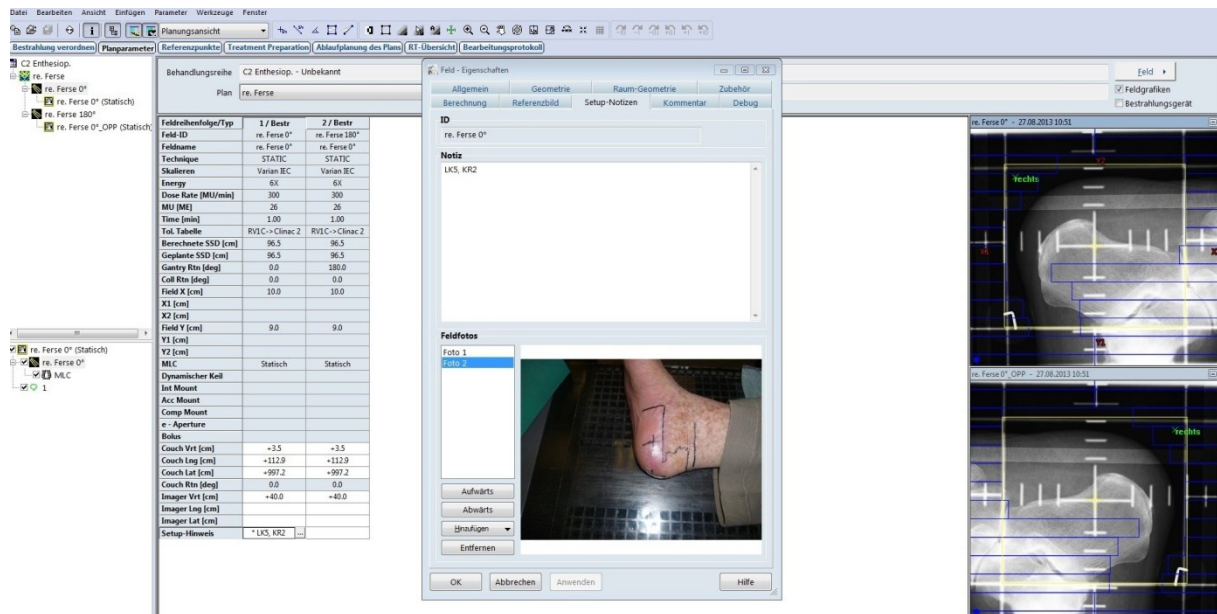 Datei Bearbeiten Ansicht Einfügen Parameter Werkzeuge Fenster
Planungsansicht
Bestrahlung verordnen Planparameter Referenzpunkte Treatment Preparation Ablaufplanung des Plans RT-Übersicht Bearbeitungsprotokoll
C2 Enthesiop.
re. Ferse
re. Ferse 0°
re. Ferse 0° (Statisch)
re. Ferse 180°
re. Ferse 0°_OPP (Statisch)
re. Ferse 0° (Statisch)
re. Ferse 0°
MLC
1
Behandlungsreihe C2 Enthesiop. - Unbekannt
Plan re. Ferse
Feld
Feldgrafiken
Bestrahlungsgerät
Feldreihenfolge/Typ 1 / Bestr 2 / Bestr
Feld-ID re. Ferse 0° re. Ferse 180°
Feldname re. Ferse 0° re. Ferse 0°
Technique STATIC STATIC
Skalieren Varian IEC Varian IEC
Energy 6X 6X
Dose Rate [MU/min] 300 300
MU [ME] 26 26
Time [min] 1.00 1.00
Tol. Tabelle RV1C->Clinac 2 RV1C->Clinac 2
Berechnete SSD [cm] 96.5 96.5
Geplante SSD [cm] 96.5 96.5
Gantry Rtn [deg] 0.0 180.0
Coll Rtn [deg] 0.0 0.0
Field X [cm] 10.0 10.0
X1 [cm]
X2 [cm]
Field Y [cm] 9.0 9.0
Y1 [cm]
Y2 [cm]
MLC Statisch Statisch
Dynamischer Keil
Int Mount
Acc Mount
Comp Mount
e - Aperture
Bolus
Couch Vrt [cm] +3.5 +3.5
Couch Lng [cm] +112.9 +112.9
Couch Lat [cm] +997.2 +997.2
Couch Rtn [deg] 0.0 0.0
Imager Vrt [cm] +40.0 +40.0
Imager Lng [cm]
Imager Lat [cm]
Setup-Hinweis * LK5, KR2 ...
Feld - Eigenschaften
Allgemein Geometrie Raum-Geometrie Zubehör
Berechnung Referenzbild Setup-Notizen Kommentar Debug
ID
re. Ferse 0°
Notiz
LK5, KR2
Feldfotos
Foto 1
Foto 2
Aufwärts
Abwärts
Hinzufügen
Entfernen
OK Abbrechen Anwenden Hilfe
re. Ferse 0° - 27.08.2013 10:51
Y2
rechts
X1
X
Y1
re. Ferse 0°_OPP - 27.08.2013 10:51
rechts